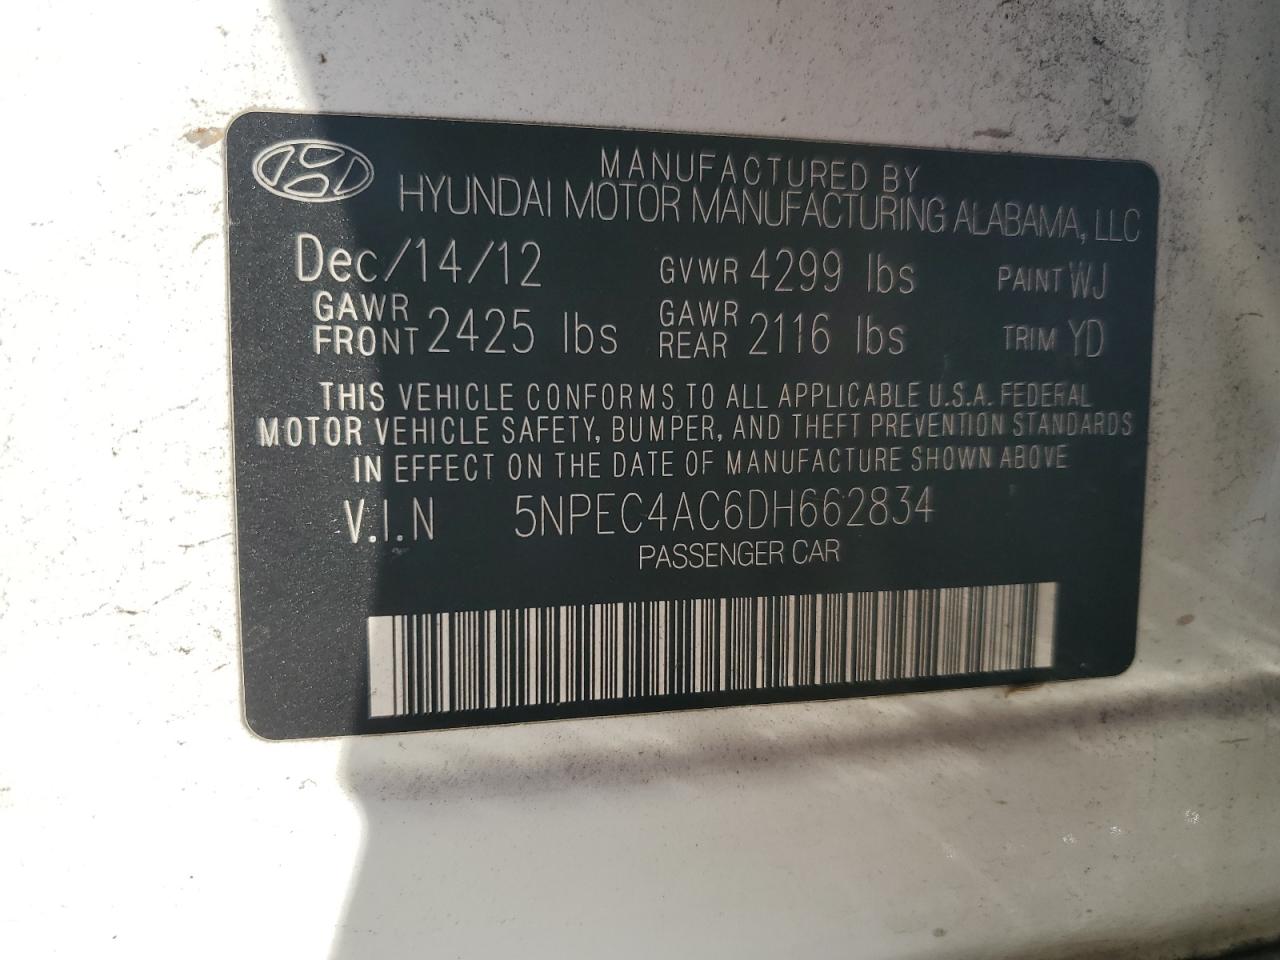 MANUFACTURED BY
HYUNDAI MOTOR MANUFACTURING ALABAMA, LLC
Dec/14/12 GVWR 4299 lbs PAINT WJ
GAWR FRONT 2425 lbs GAWR REAR 2116 lbs TRIM YD
THIS VEHICLE CONFORMS TO ALL APPLICABLE U.S.A. FEDERAL
MOTOR VEHICLE SAFETY, BUMPER, AND THEFT PREVENTION STANDARDS
IN EFFECT ON THE DATE OF MANUFACTURE SHOWN ABOVE
V.I.N 5NPEC4AC6DH662834
PASSENGER CAR